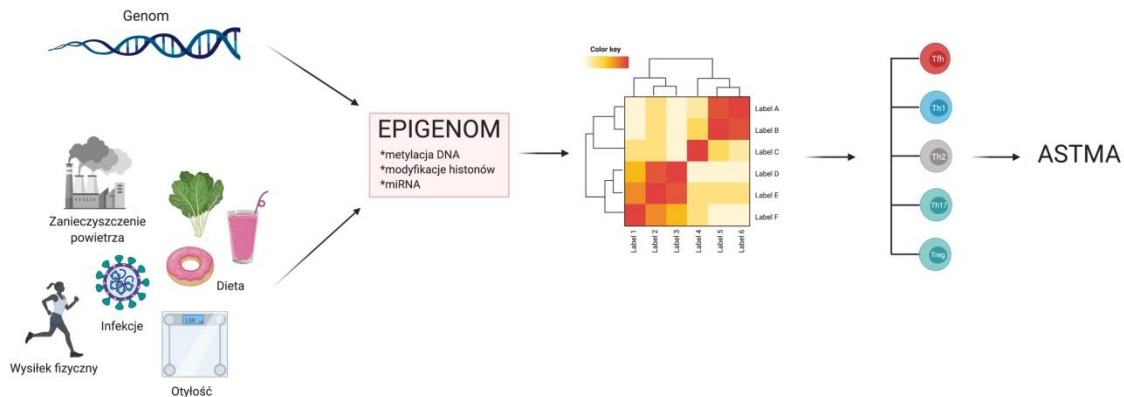 Genom
Zanieczyszczenie
powietrza
Dieta
Infekcje
Wysiłek fizyczny
Otyłość
EPIGENOM
*metylacja DNA
*modyfikacje histonów
*miRNA
Color key
Label A
Label B
Label C
Label D
Label E
Label F
Label 1
Label 2
Label 3
Label 4
Label 5
Label 6
Tfh
Th1
Th2
Th17
Treg
ASTMA